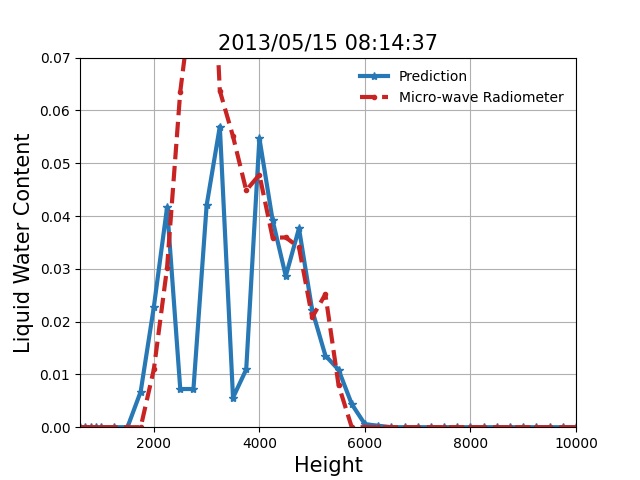 2013/05/15 08:14:37
Liquid Water Content
0.07
0.06
0.05
0.04
0.03
0.02
0.01
0.00
Prediction
Micro-wave Radiometer
2000 4000 6000 8000 10000
Height